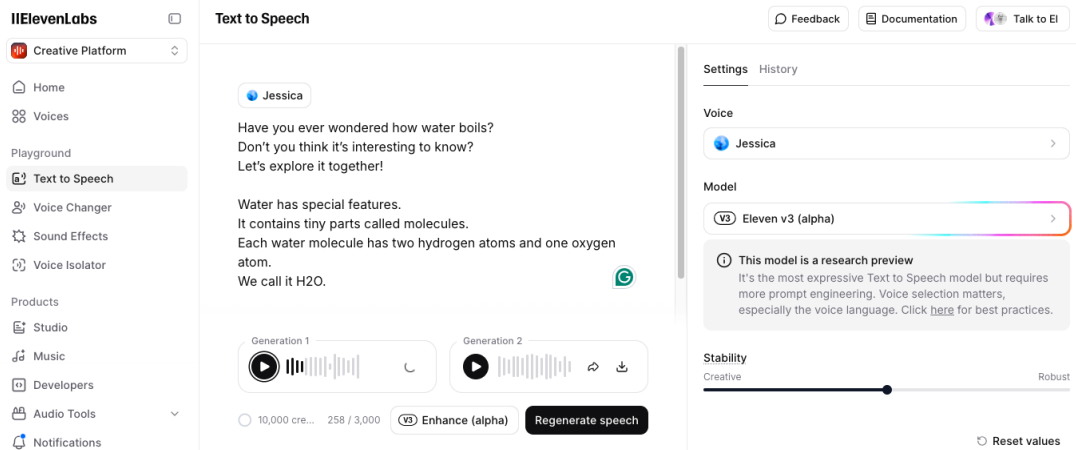 IIElevenLabs
Creative Platform
Home
Voices
Playground
Text to Speech
Voice Changer
Sound Effects
Voice Isolator
Products
Studio
Music
Developers
Audio Tools
Notifications
Text to Speech
Feedback
Documentation
Talk to El
Jessica
Have you ever wondered how water boils?
Don’t you think it’s interesting to know?
Let’s explore it together!
Water has special features.
It contains tiny parts called molecules.
Each water molecule has two hydrogen atoms and one oxygen
atom.
We call it H2O.
Generation 1
Generation 2
10,000 cre...
258 / 3,000
V3 Enhance (alpha)
Regenerate speech
Settings
History
Voice
Jessica
Model
V3 Eleven v3 (alpha)
This model is a research preview
It's the most expressive Text to Speech model but requires
more prompt engineering. Voice selection matters,
especially the voice language. Click here for best practices.
Stability
Creative
Robust
Reset values